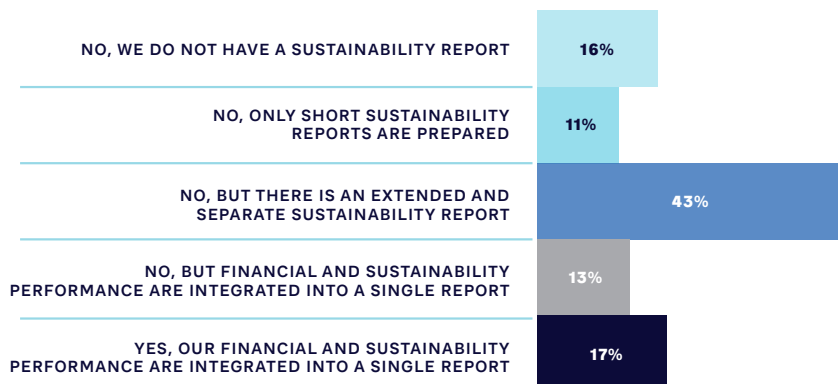 NO, WE DO NOT HAVE A SUSTAINABILITY REPORT
16%
NO, ONLY SHORT SUSTAINABILITY
REPORTS ARE PREPARED
11%
NO, BUT THERE IS AN EXTENDED AND
SEPARATE SUSTAINABILITY REPORT
43%
NO, BUT FINANCIAL AND SUSTAINABILITY
PERFORMANCE ARE INTEGRATED INTO A SINGLE REPORT
13%
YES, OUR FINANCIAL AND SUSTAINABILITY
PERFORMANCE ARE INTEGRATED INTO A SINGLE REPORT
17%